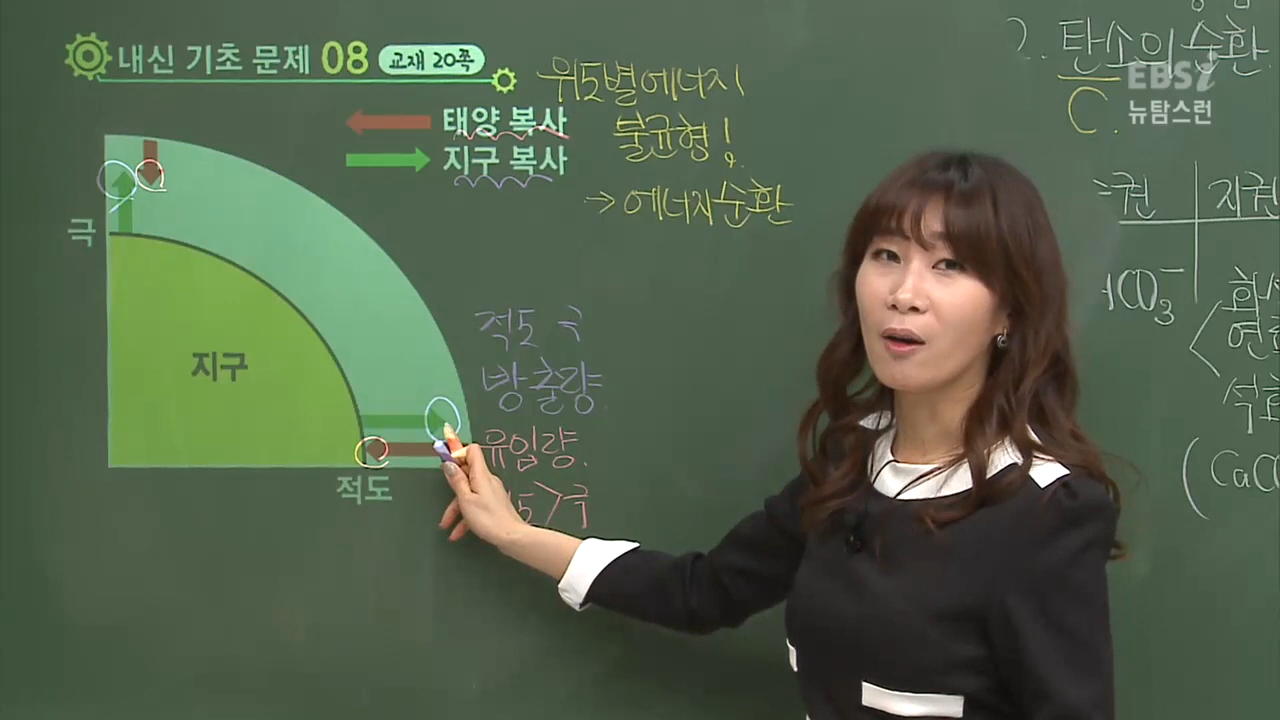 내신 기초 문제 08 교재 20쪽
태양 복사
지구 복사
극
지구
적도
위도별에너지
불균형!
→에너지순환
적도 극
방출량.
유입량.
>극
2. 탄소의 순환
C.
EBSi
뉴탐스런
권 지권
CO₃⁻